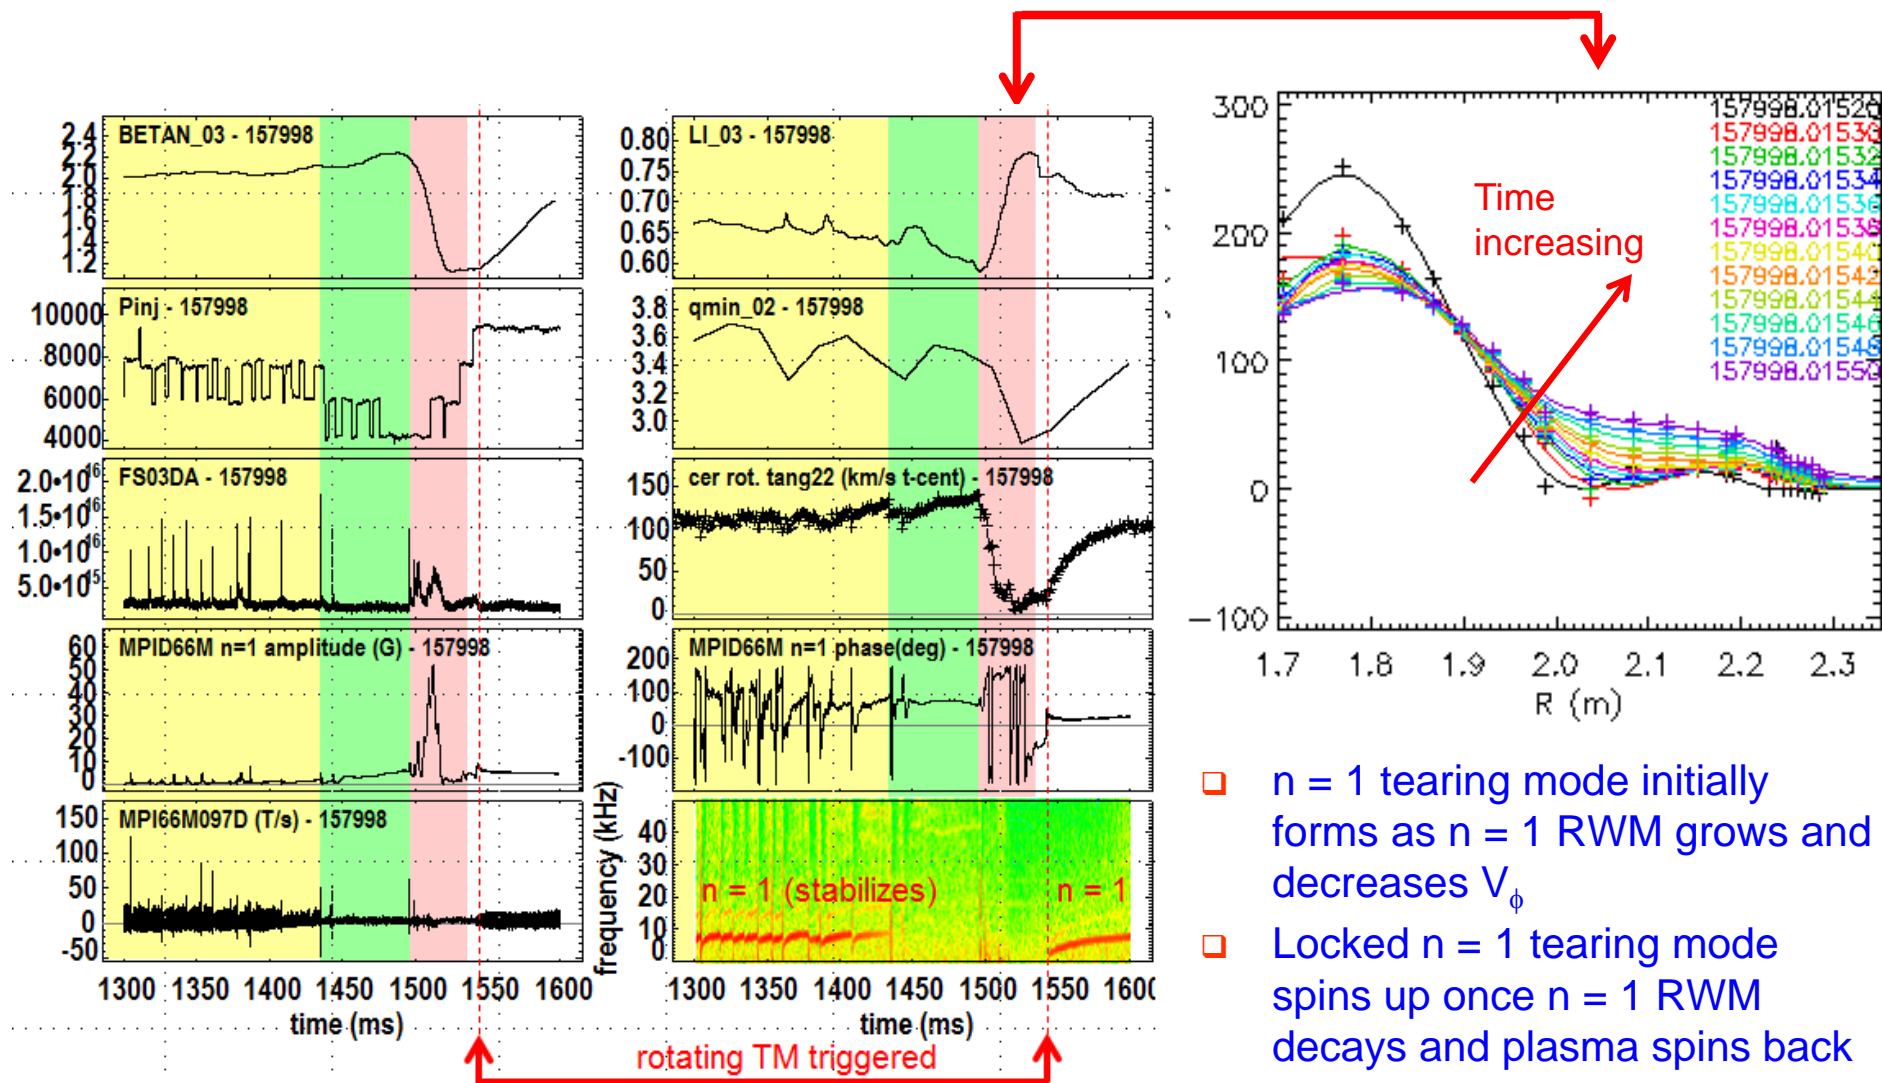 BETAN_03 - 157998
2.4
2.2
2.0
1.8
1.6
1.4
1.2
Pinj - 157998
10000
8000
6000
4000
FS03DA - 157998
2.0•10^16
1.5•10^16
1.0•10^16
5.0•10^15
MPID66M n=1 amplitude (G) - 157998
60
50
40
30
20
10
0
MPI66M097D (T/s) - 157998
150
100
50
0
-50
1300 1350 1400 1450 1500 1550 1600
time (ms)
LI_03 - 157998
0.80
0.75
0.70
0.65
0.60
qmin_02 - 157998
3.8
3.6
3.4
3.2
3.0
cer rot. tang22 (km/s t-cent) - 157998
150
100
50
0
MPID66M n=1 phase(deg) - 157998
200
100
0
-100
frequency (kHz)
40
30
20
10
0
n = 1 (stabilizes)
n = 1
1300 1350 1400 1450 1500 1550 160
time (ms)
rotating TM triggered
300
200
100
0
-100
157998.01520
157998.01530
157998.01532
157998.01534
157998.01536
157998.01538
157998.01540
157998.01542
157998.01544
157998.01546
157998.01548
157998.01550
Time
increasing
1.7 1.8 1.9 2.0 2.1 2.2 2.3
R (m)
n = 1 tearing mode initially
forms as n = 1 RWM grows and
decreases Vϕ
Locked n = 1 tearing mode
spins up once n = 1 RWM
decays and plasma spins back